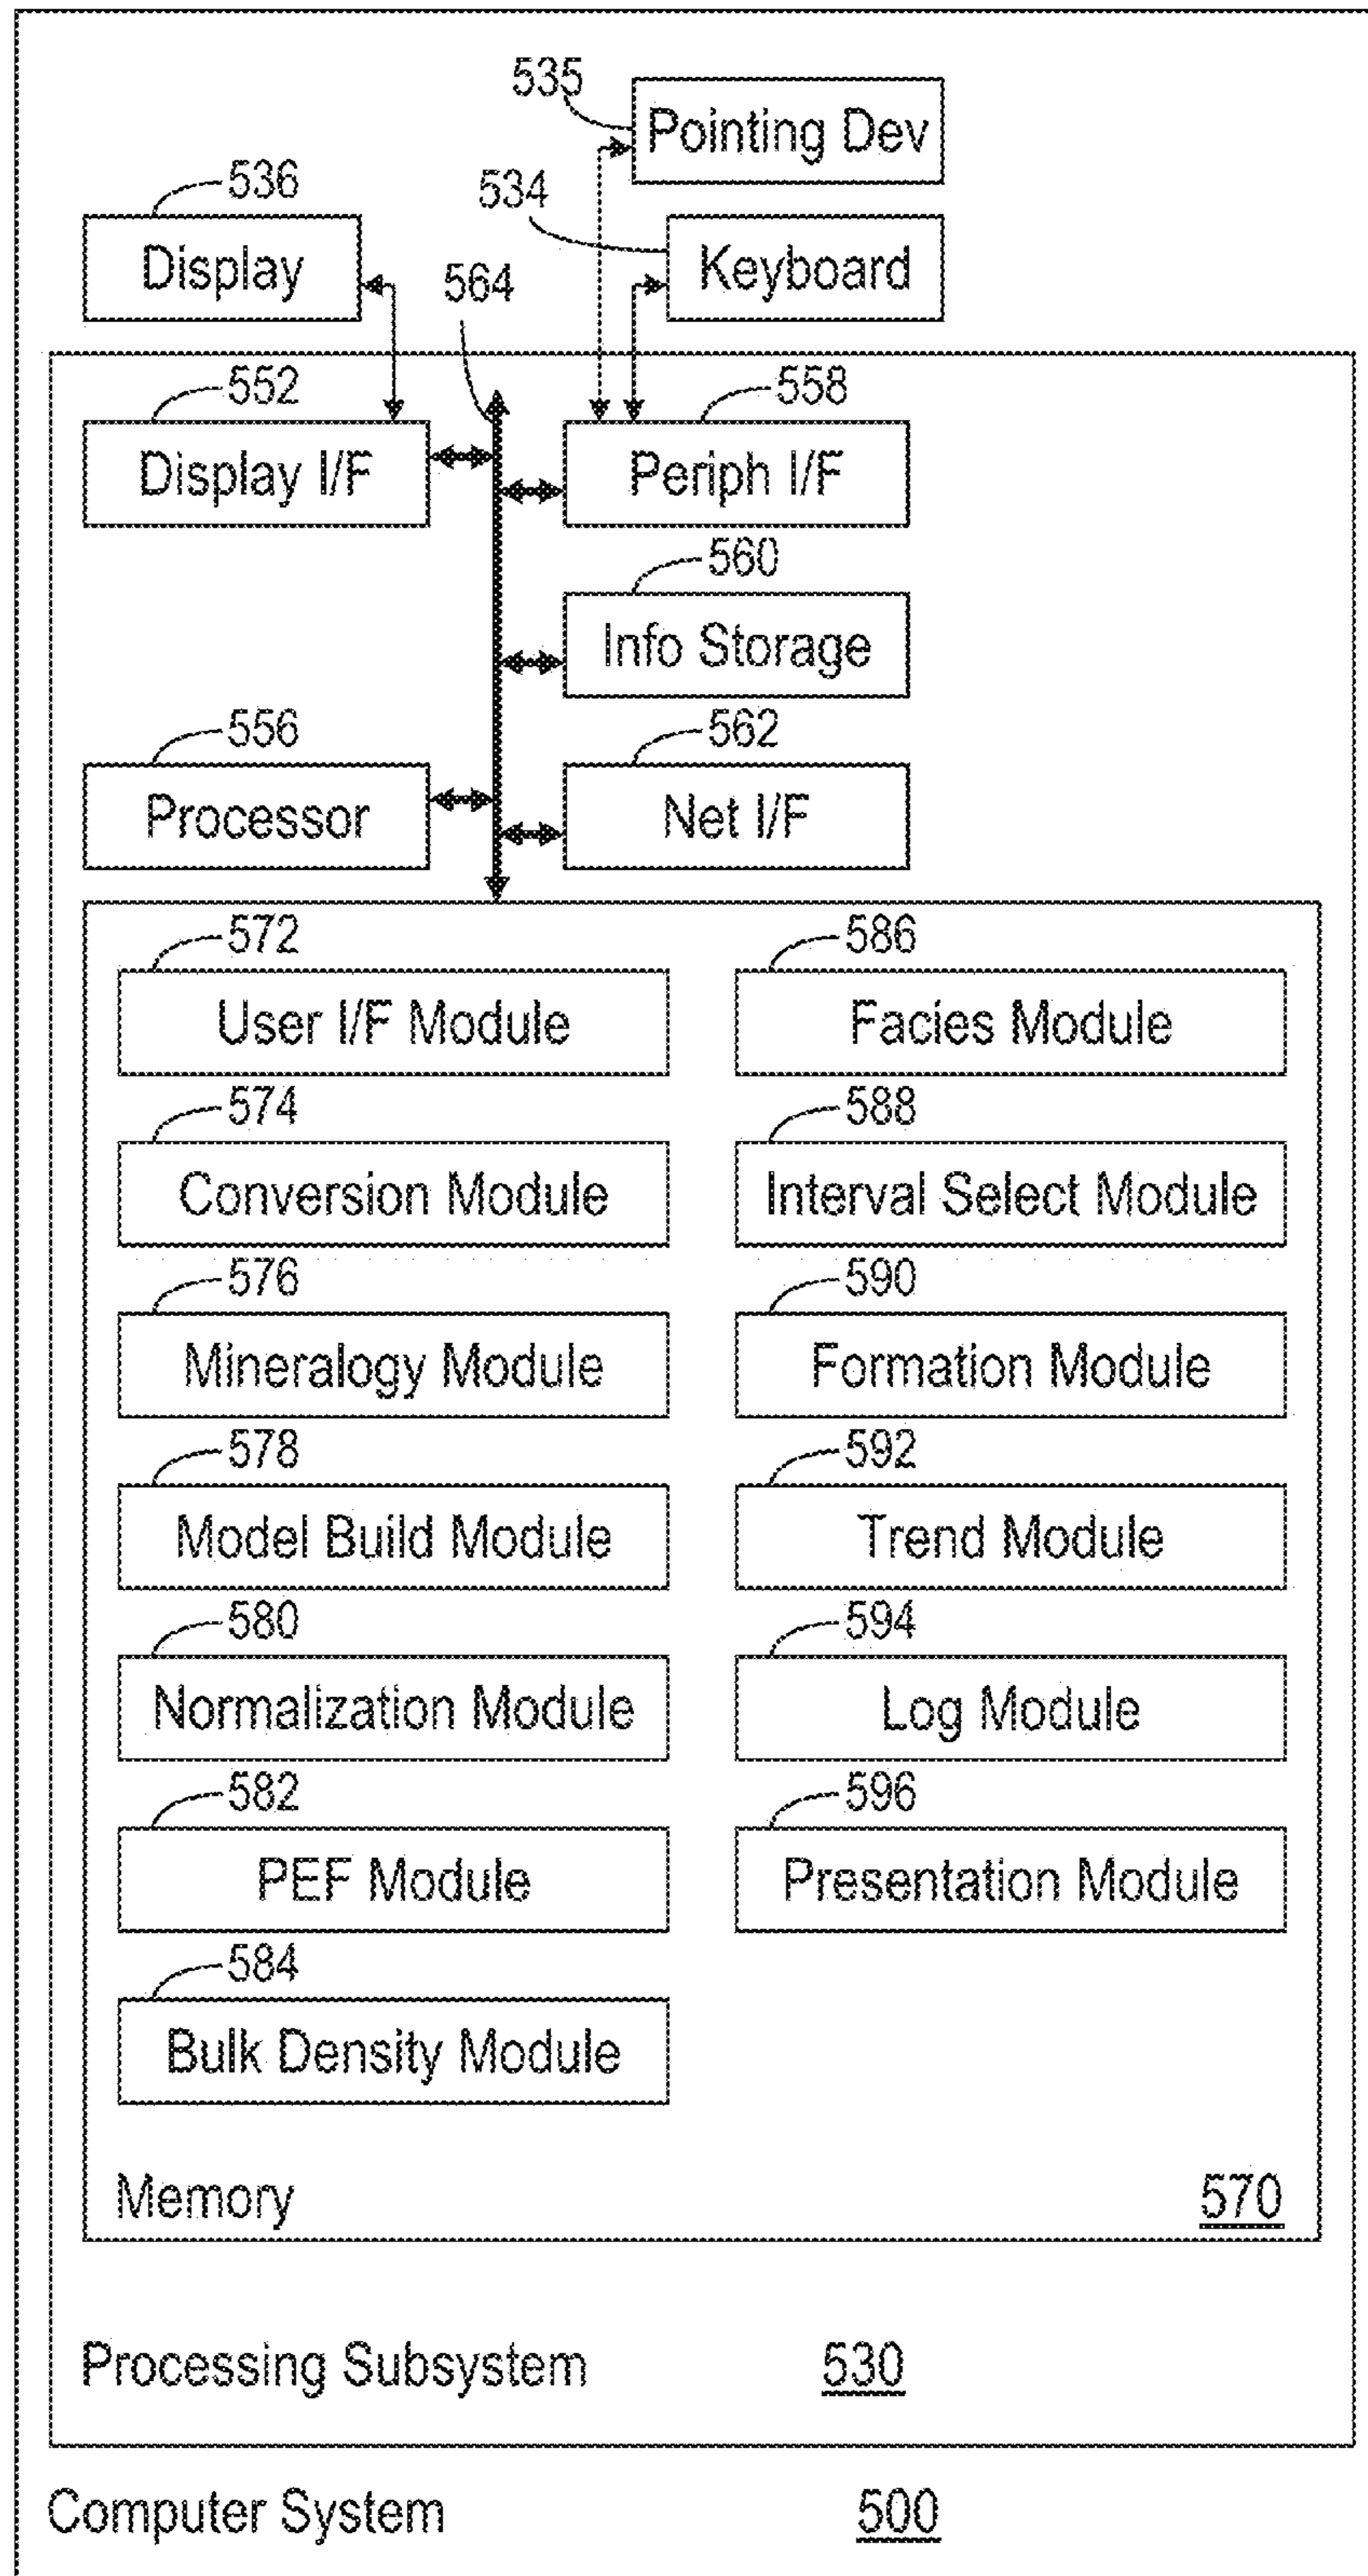 535
Pointing Dev
536
534
Display
564
Keyboard
552
558
Display I/F
Periph I/F
560
Info Storage
556
562
Processor
Net I/F
572
586
User I/F Module
Facies Module
574
588
Conversion Module
Interval Select Module
576
590
Mineralogy Module
Formation Module
578
592
Model Build Module
Trend Module
580
594
Normalization Module
Log Module
582
596
PEF Module
Presentation Module
584
Bulk Density Module
Memory
570
Processing Subsystem
530
Computer System
500